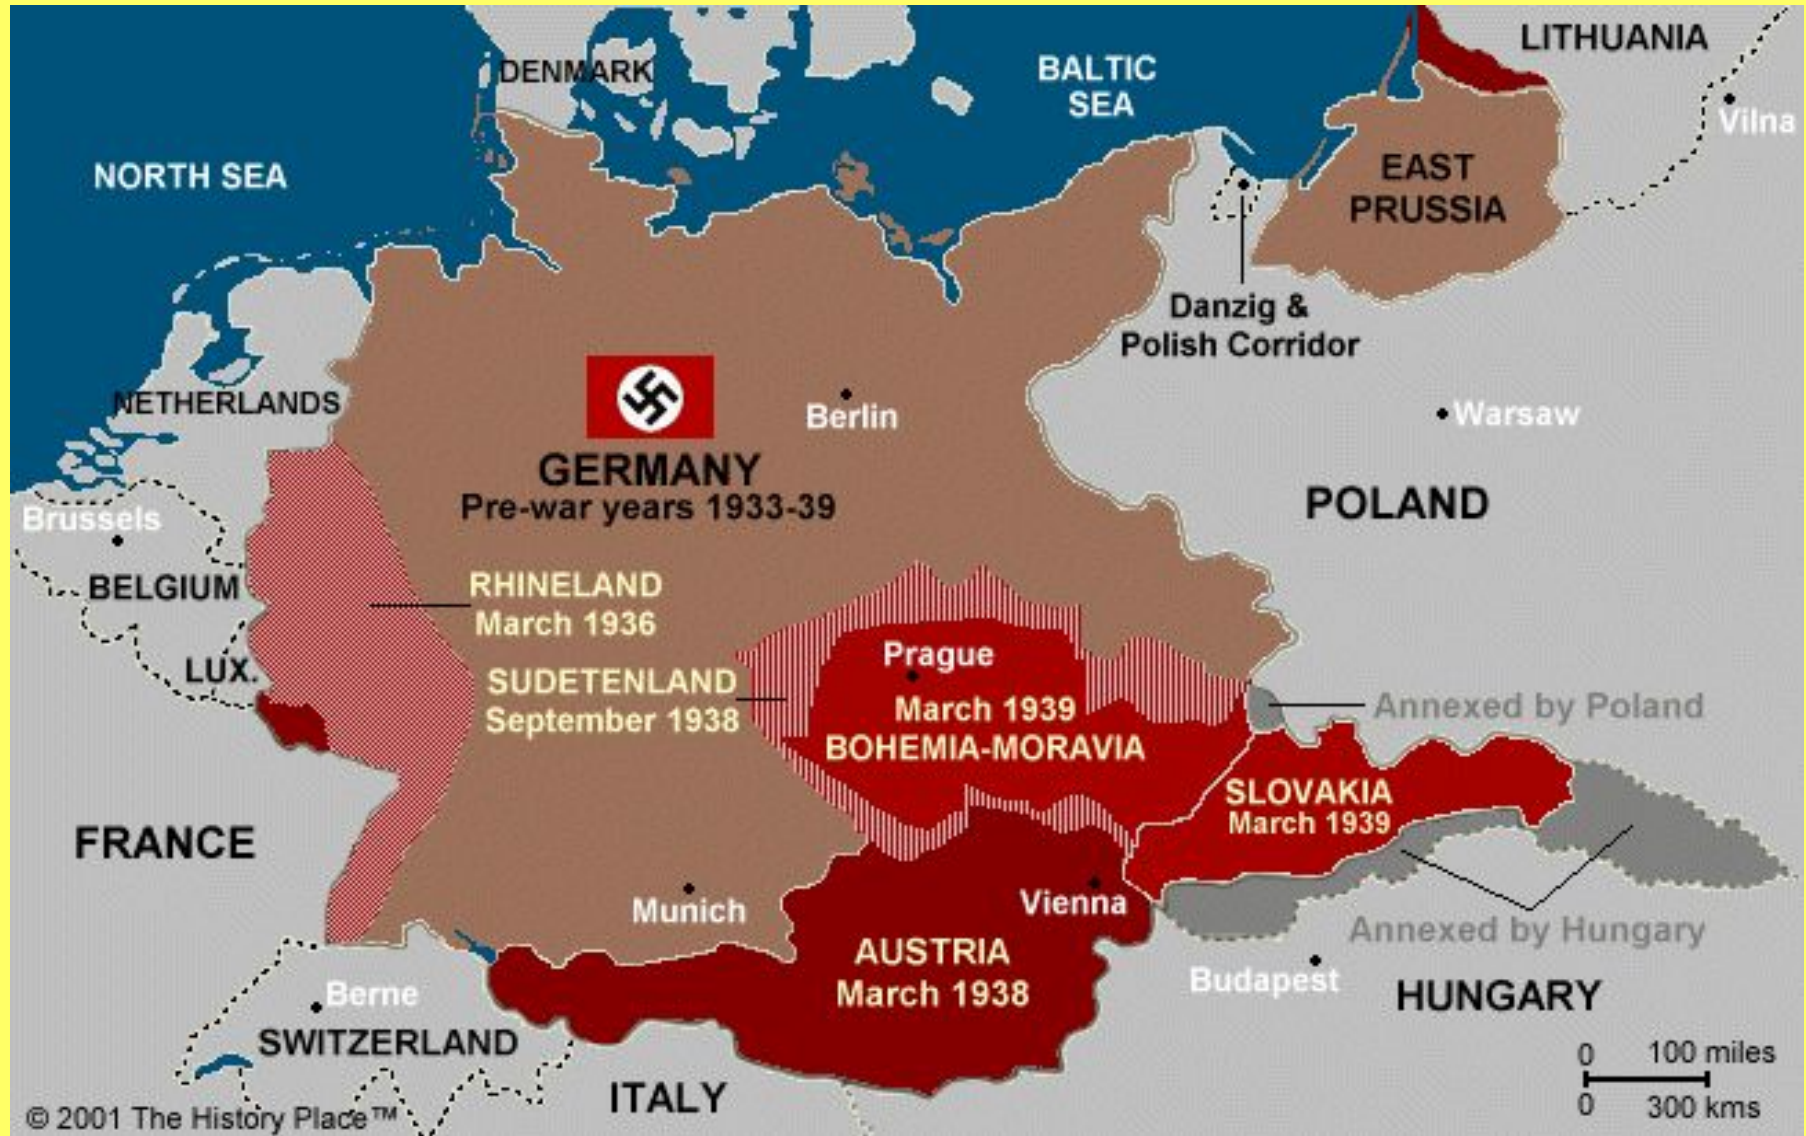 LITHUANIA
DENMARK
BALTIC
SEA
Vilna
NORTH SEA
EAST
PRUSSIA
Danzig &
Polish Corridor
NETHERLANDS
Berlin
Warsaw
GERMANY
Pre-war years 1933-39
POLAND
Brussels
BELGIUM
RHINELAND
March 1936
LUX.
SUDETENLAND
September 1938
Prague
March 1939
BOHEMIA-MORAVIA
Annexed by Poland
SLOVAKIA
March 1939
FRANCE
Munich
Vienna
Annexed by Hungary
AUSTRIA
March 1938
Budapest
HUNGARY
Berne
SWITZERLAND
ITALY
0 100 miles
0 300 kms
© 2001 The History Place™